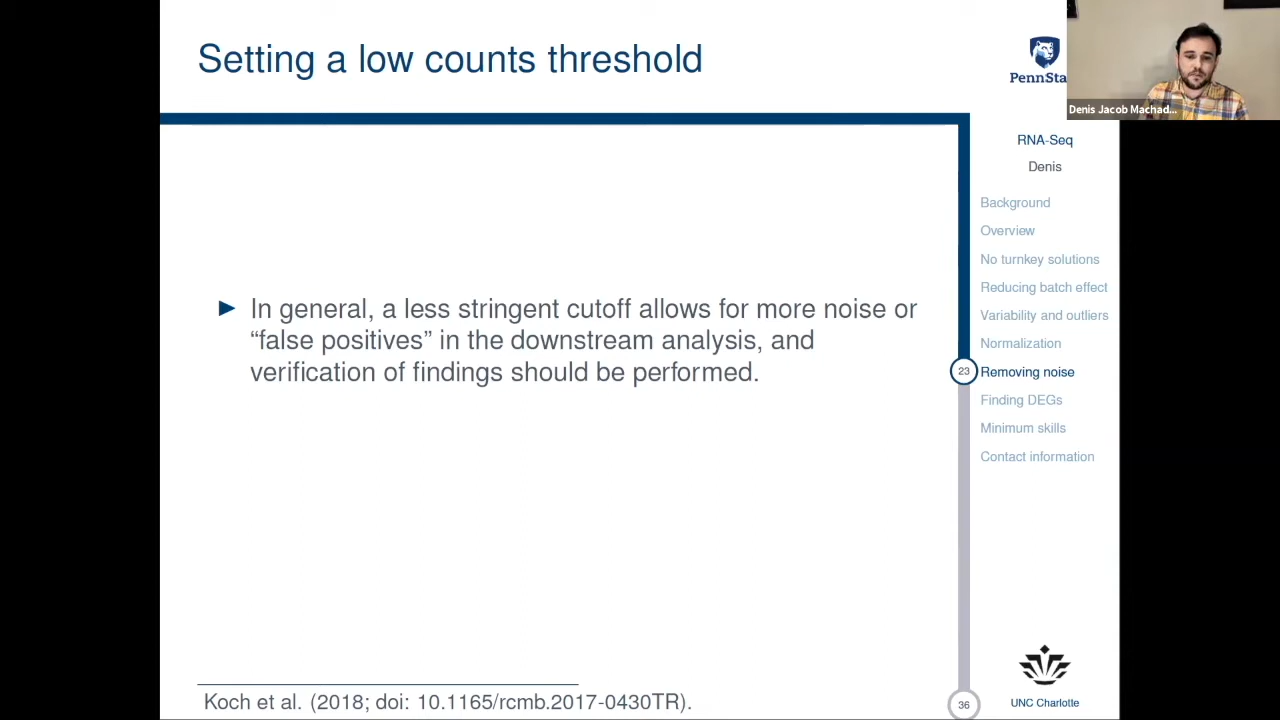 Setting a low counts threshold
PennSta
Denis Jacob Machad...
RNA-Seq
Denis
Background
Overview
No turnkey solutions
Reducing batch effect
Variability and outliers
Normalization
23
Removing noise
Finding DEGs
Minimum skills
Contact information
► In general, a less stringent cutoff allows for more noise or
“false positives” in the downstream analysis, and
verification of findings should be performed.
Koch et al. (2018; doi: 10.1165/rcmb.2017-0430TR).
36
UNC Charlotte